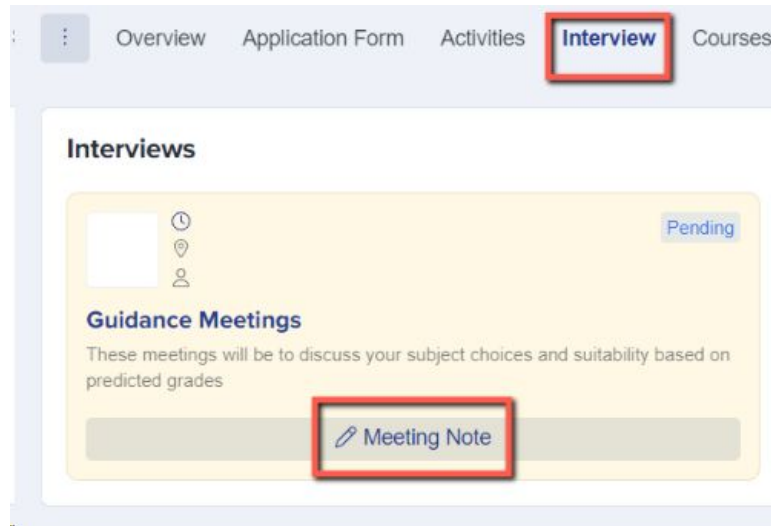 Overview Application Form Activities Interview Courses
Interviews
Pending
Guidance Meetings
These meetings will be to discuss your subject choices and suitability based on
predicted grades
Meeting Note